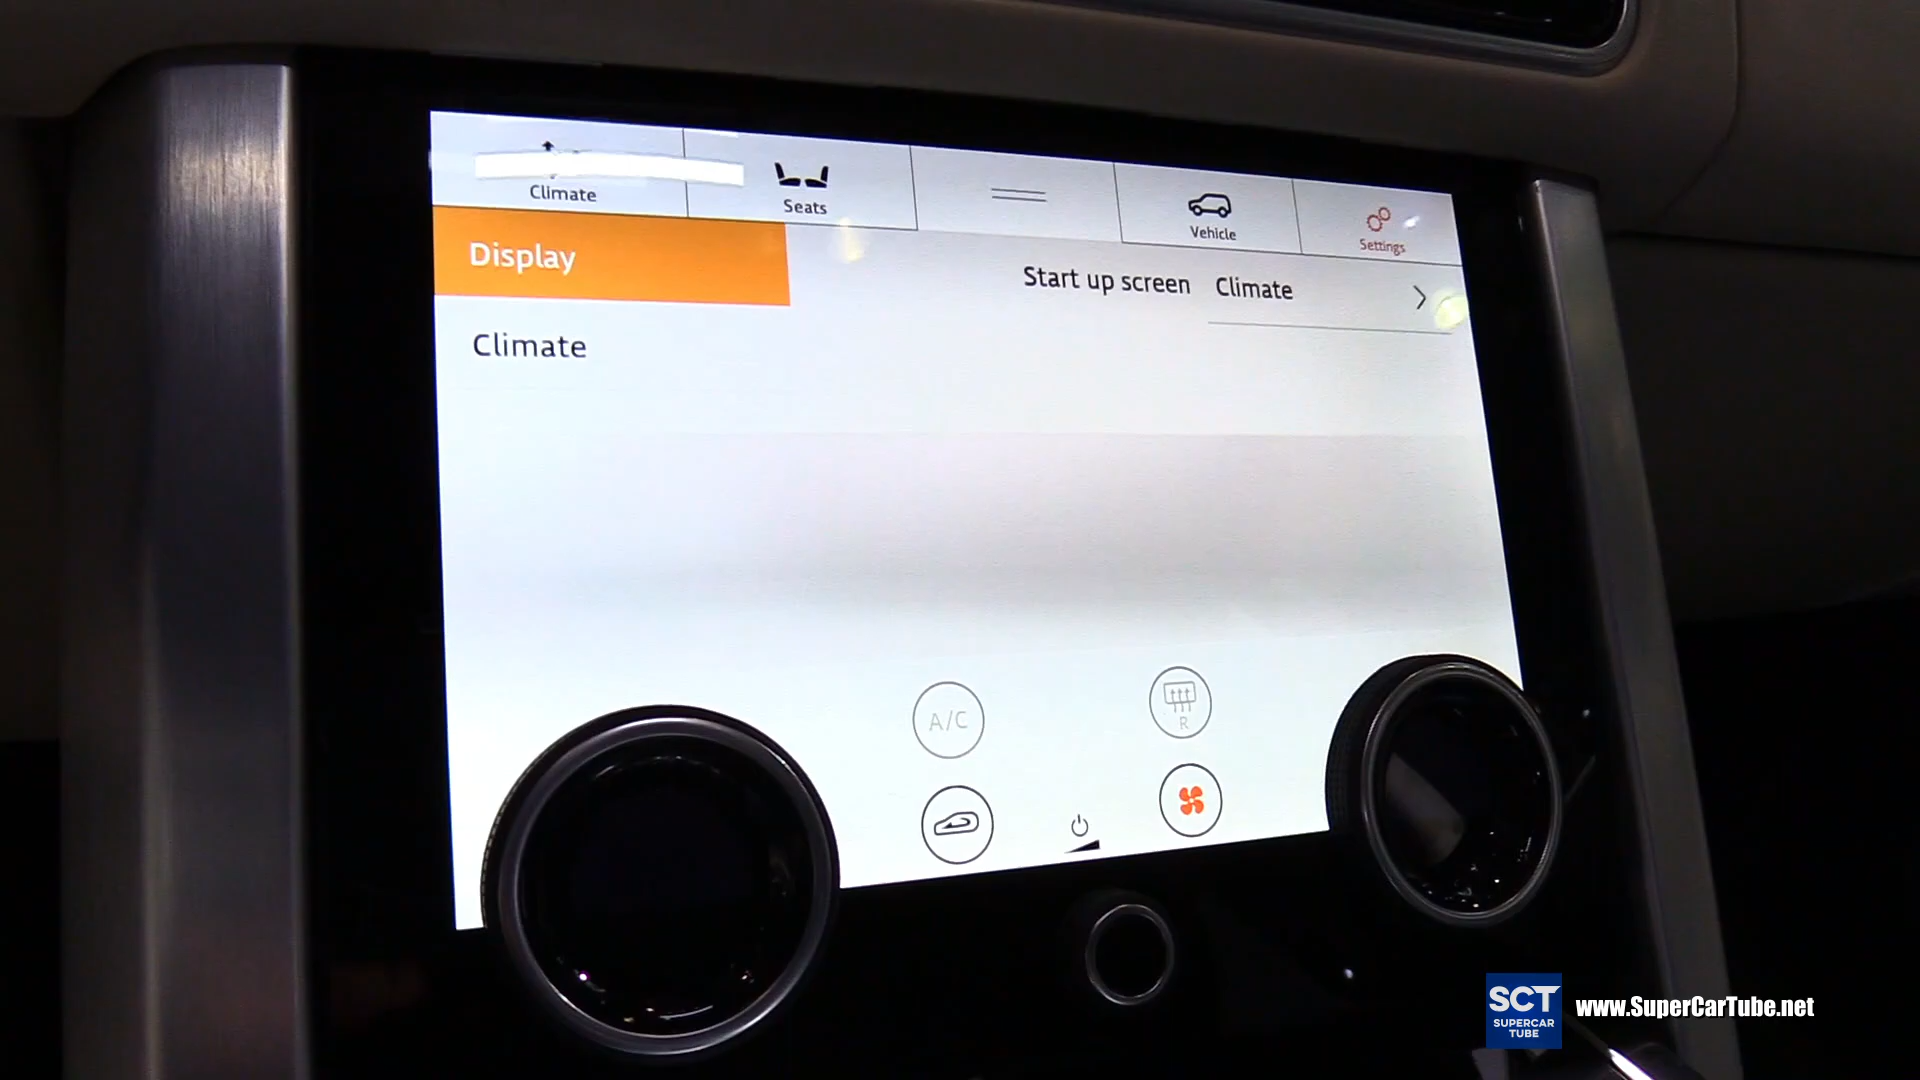 Climate
Seats
Vehicle
Settings
Display
Start up screen Climate
Climate
A/C
R
SCT
SUPERCAR
TUBE
www.SuperCarTube.net